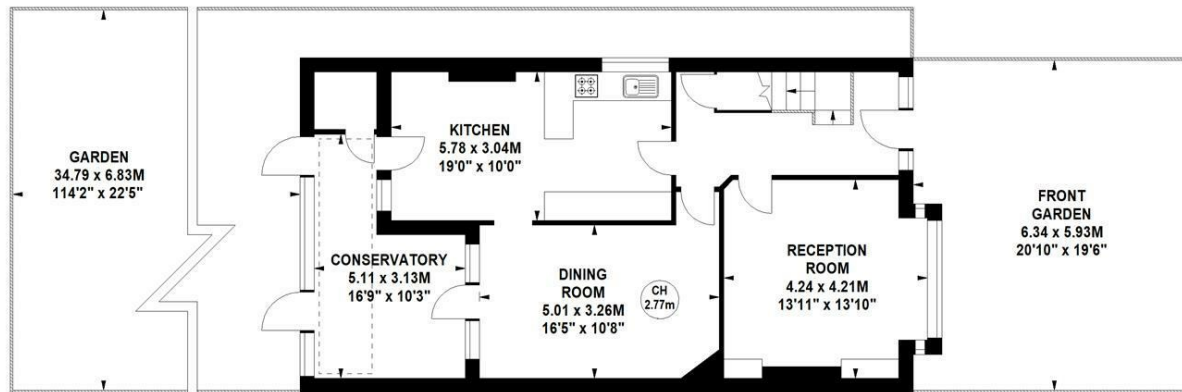 GARDEN
34.79 x 6.83M
114'2" x 22'5"
KITCHEN
5.78 x 3.04M
19'0" x 10'0"
CONSERVATORY
5.11 x 3.13M
16'9" x 10'3"
DINING
ROOM
5.01 x 3.26M
16'5" x 10'8"
CH
2.77m
RECEPTION
ROOM
4.24 x 4.21M
13'11" x 13'10"
FRONT
GARDEN
6.34 x 5.93M
20'10" x 19'6"